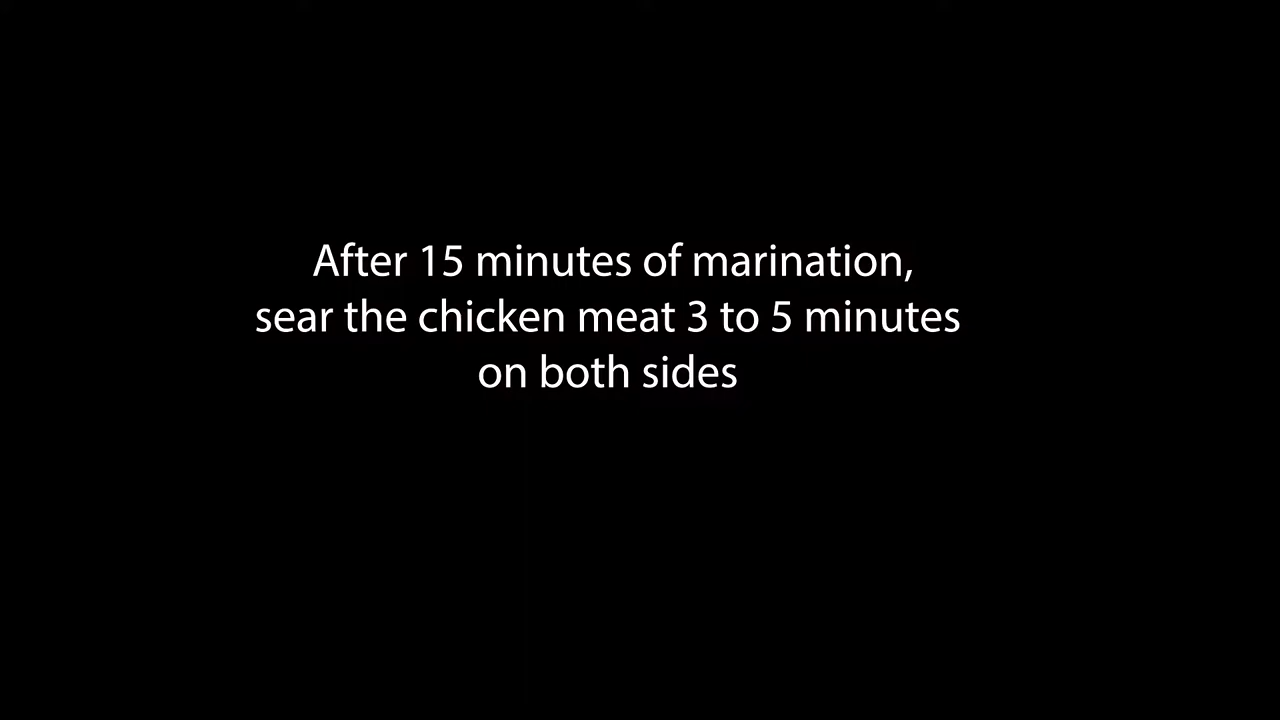 After 15 minutes of marination,
sear the chicken meat 3 to 5 minutes
on both sides